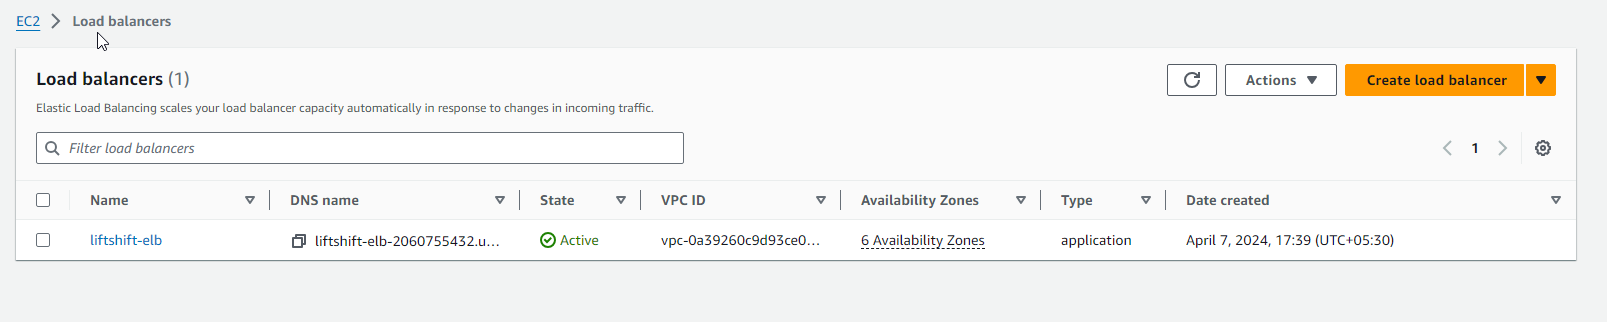 EC2 > Load balancers
Load balancers (1)
Actions
Create load balancer
Elastic Load Balancing scales your load balancer capacity automatically in response to changes in incoming traffic.
Filter load balancers
1
Name DNS name State VPC ID Availability Zones Type Date created
liftshift-elb liftshift-elb-2060755432.u... Active vpc-0a39260c9d93ce0... 6 Availability Zones application April 7, 2024, 17:39 (UTC+05:30)